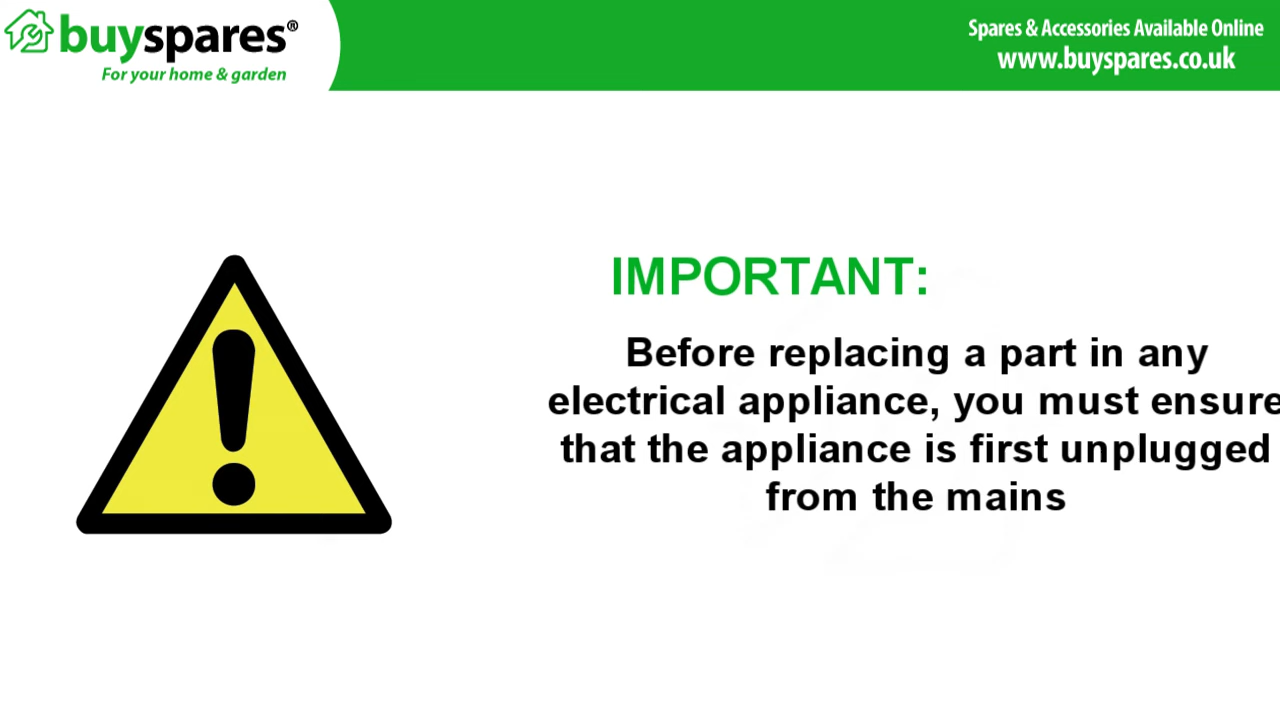 buyspares®
For your home & garden
Spares & Accessories Available Online
www.buyspares.co.uk
IMPORTANT:
Before replacing a part in any
electrical appliance, you must ensure
that the appliance is first unplugged
from the mains